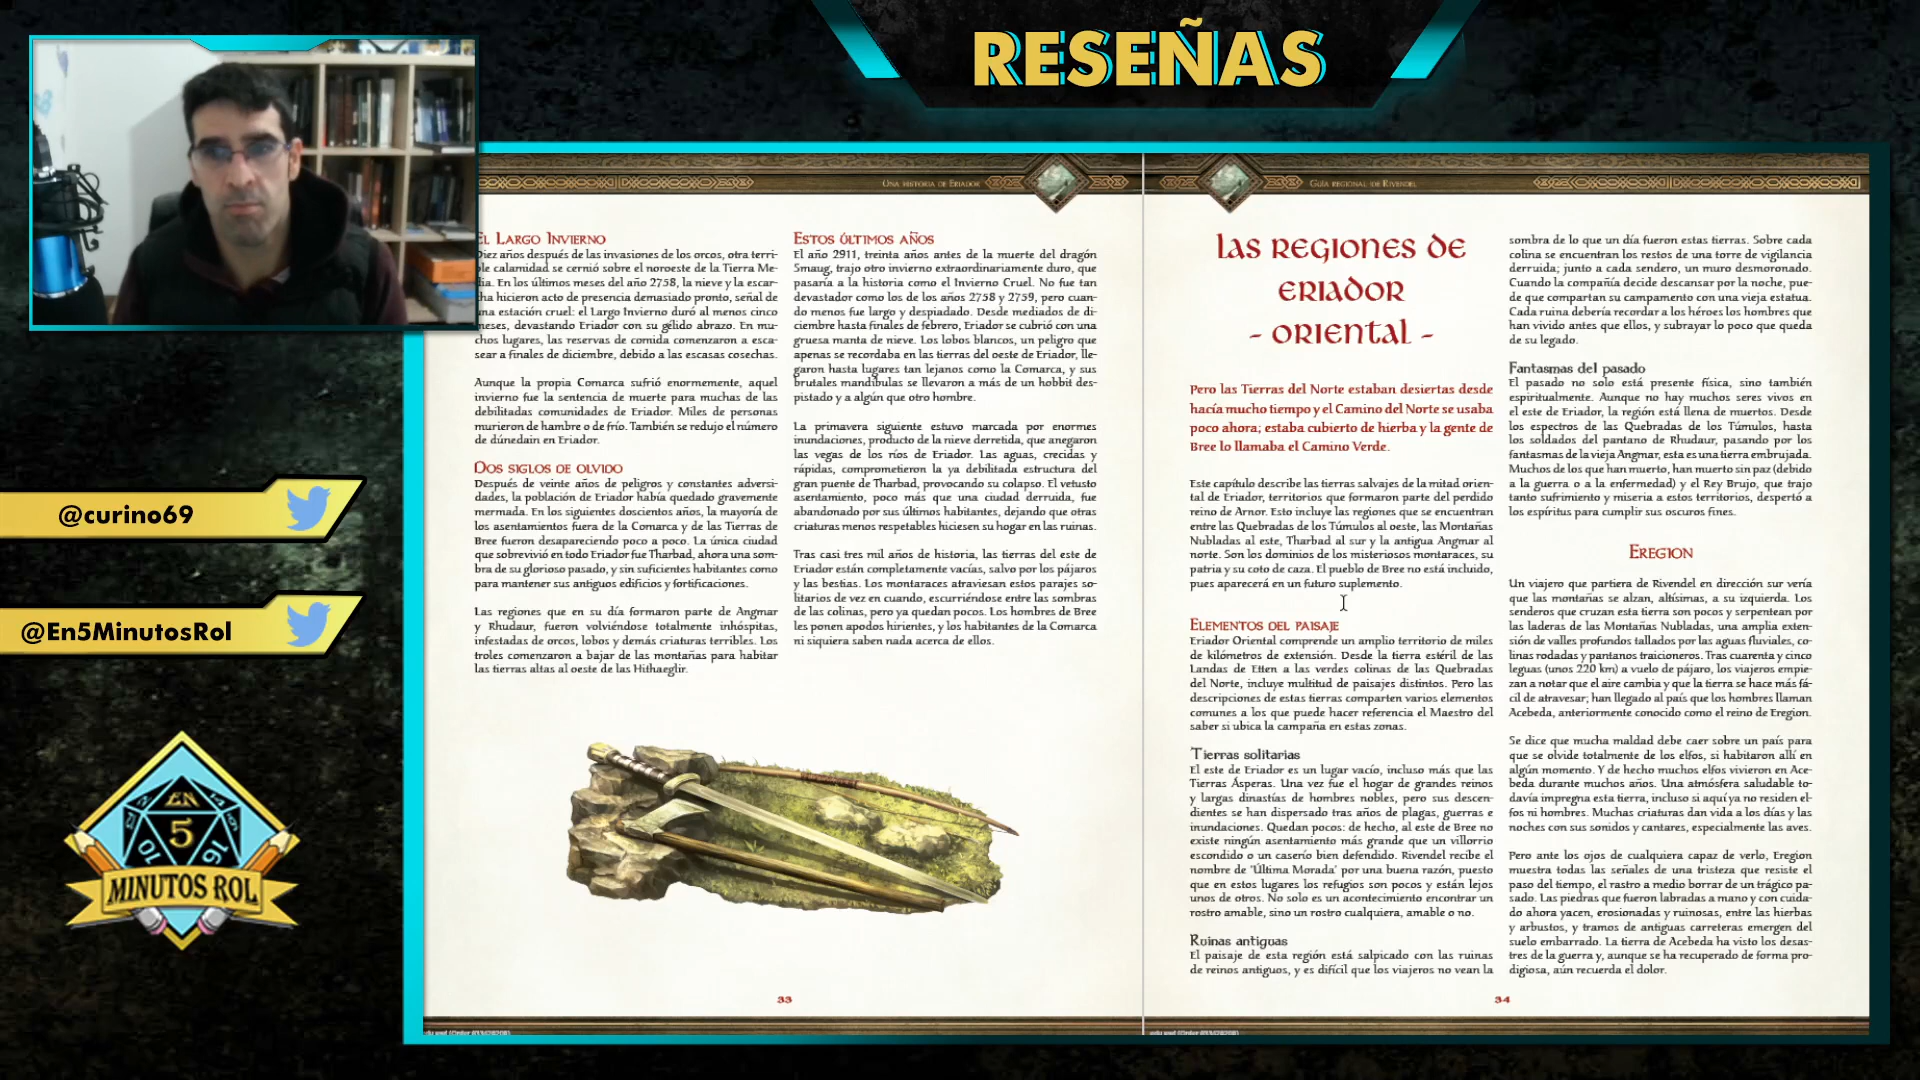 RESEÑAS
UNA HISTORIA DE ERIADOR
GUÍA REGIONAL DE RIVENDEL
EL LARGO INVIERNO
Diez años después de las invasiones de los orcos, otra terri-
ble calamidad se cernió sobre el noroeste de la Tierra Me-
dia. En los últimos meses del año 2758, la nieve y la escar-
cha hicieron acto de presencia demasiado pronto, señal de
una estación cruel: el Largo Invierno duró al menos cinco
meses, devastando Eriador con su gélido abrazo. En mu-
chos lugares, las reservas de comida comenzaron a esca-
sear a finales de diciembre, debido a las escasas cosechas.
Aunque la propia Comarca sufrió enormemente, aquel
invierno fue la sentencia de muerte para muchas de las
debilitadas comunidades de Eriador. Miles de personas
murieron de hambre o de frío. También se redujo el número
de dúnedain en Eriador.
DOS SIGLOS DE OLVIDO
Después de veinte años de peligros y constantes adversi-
dades, la población de Eriador había quedado gravemente
mermada. En los siguientes doscientos años, la mayoría de
los asentamientos fuera de la Comarca y de las Tierras de
Bree fueron desapareciendo poco a poco. La única ciudad
que sobrevivió en todo Eriador fue Tharbad, ahora una som-
bra de su glorioso pasado, y sin suficientes habitantes como
para mantener sus antiguos edificios y fortificaciones.
Las regiones que en su día formaron parte de Angmar
y Rhudaur, fueron volviéndose totalmente inhóspitas,
infestadas de orcos, lobos y demás criaturas terribles. Los
troles comenzaron a bajar de las montañas para habitar
las tierras altas al oeste de las Hithaeglir.
ESTOS ÚLTIMOS AÑOS
El año 2911, treinta años antes de la muerte del dragón
Smaug, trajo otro invierno extraordinariamente duro, que
pasaría a la historia como el Invierno Cruel. No fue tan
devastador como los de los años 2758 y 2759, pero cuan-
do menos fue largo y despiadado. Desde mediados de di-
ciembre hasta finales de febrero, Eriador se cubrió con una
gruesa manta de nieve. Los lobos blancos, un peligro que
apenas se recordaba en las tierras del oeste de Eriador, lle-
garon hasta lugares tan lejanos como la Comarca, y sus
brutales mandíbulas se llevaron a más de un hobbit des-
pistado y a algún que otro hombre.
La primavera siguiente estuvo marcada por enormes
inundaciones, producto de la nieve derretida, que anegaron
las vegas de los ríos de Eriador. Las aguas, crecidas y
rápidas, comprometieron la ya debilitada estructura del
gran puente de Tharbad, provocando su colapso. El vetusto
asentamiento, poco más que una ciudad derruida, fue
abandonado por sus últimos habitantes, dejando que otras
criaturas menos respetables hiciesen su hogar en las ruinas.
Tras casi tres mil años de historia, las tierras del este de
Eriador están completamente vacías, salvo por los pájaros
y las bestias. Los montaraces atraviesan estos parajes so-
litarios de vez en cuando, escurriéndose entre las sombras
de las colinas, pero ya quedan pocos. Los hombres de Bree
les ponen apodos hirientes, y los habitantes de la Comarca
ni siquiera saben nada acerca de ellos.
33
LAS REGIONES DE
ERIADOR
- ORIENTAL -
Pero las Tierras del Norte estaban desiertas desde
hacía mucho tiempo y el Camino del Norte se usaba
poco ahora; estaba cubierto de hierba y la gente de
Bree lo llamaba el Camino Verde.
Este capítulo describe las tierras salvajes de la mitad orien-
tal de Eriador, territorios que formaron parte del perdido
reino de Arnor. Esto incluye las regiones que se encuentran
entre las Quebradas de los Túmulos al oeste, las Montañas
Nubladas al este, Tharbad al sur y la antigua Angmar al
norte. Son los dominios de los misteriosos montaraces, su
patria y su coto de caza. El pueblo de Bree no está incluido,
pues aparecerá en un futuro suplemento.
ELEMENTOS DEL PAISAJE
Eriador Oriental comprende un amplio territorio de miles
de kilómetros de extensión. Desde la tierra estéril de las
Landas de Etten a las verdes colinas de las Quebradas
del Norte, incluye multitud de paisajes distintos. Pero las
descripciones de estas tierras comparten varios elementos
comunes a los que puede hacer referencia el Maestro del
saber si ubica la campaña en estas zonas.
Tierras solitarias
El este de Eriador es un lugar vacío, incluso más que las
Tierras Ásperas. Una vez fue el hogar de grandes reinos
y largas dinastías de hombres nobles, pero sus descen-
dientes se han dispersado tras años de plagas, guerras e
inundaciones. Quedan pocos: de hecho, al este de Bree no
existe ningún asentamiento más grande que un villorrio
escondido o un caserío bien defendido. Rivendel recibe el
nombre de "Última Morada" por una buena razón, puesto
que en estos lugares los refugios son pocos y están lejos
unos de otros. No solo es un acontecimiento encontrar un
rostro amable, sino un rostro cualquiera, amable o no.
Ruinas antiguas
El paisaje de esta región está salpicado con las ruinas
de reinos antiguos, y es difícil que los viajeros no vean la
sombra de lo que un día fueron estas tierras. Sobre cada
colina se encuentran los restos de una torre de vigilancia
derruida; junto a cada sendero, un muro desmoronado.
Cuando la compañía decide descansar por la noche, pue-
de que compartan su campamento con una vieja estatua.
Cada ruina debería recordar a los héroes los hombres que
han vivido antes que ellos, y subrayar lo poco que queda
de su legado.
Fantasmas del pasado
El pasado no solo está presente física, sino también
espiritualmente. Aunque no hay muchos seres vivos en
el este de Eriador, la región está llena de muertos. Desde
los espectros de las Quebradas de los Túmulos, hasta
los soldados del pantano de Rhudaur, pasando por los
fantasmas de la vieja Angmar, esta es una tierra embrujada.
Muchos de los que han muerto, han muerto sin paz (debido
a la guerra o a la enfermedad) y el Rey Brujo, que trajo
tanto sufrimiento y miseria a estos territorios, despertó a
los espíritus para cumplir sus oscuros fines.
EREGION
Un viajero que partiera de Rivendel en dirección sur vería
que las montañas se alzan, altísimas, a su izquierda. Los
senderos que cruzan esta tierra son pocos y serpentean por
las laderas de las Montañas Nubladas, una amplia exten-
sión de valles profundos tallados por las aguas fluviales, co-
linas rodadas y pantanos traicioneros. Tras cuarenta y cinco
leguas (unos 220 km) a vuelo de pájaro, los viajeros empie-
zan a notar que el aire cambia y que la tierra se hace más fá-
cil de atravesar; han llegado al país que los hombres llaman
Acebeda, anteriormente conocido como el reino de Eregion.
Se dice que mucha maldad debe caer sobre un país para
que se olvide totalmente de los elfos, si habitaron allí en
algún momento. Y de hecho muchos elfos vivieron en Ace-
beda durante muchos años. Una atmósfera saludable to-
davía impregna esta tierra, incluso si aquí ya no residen el-
fos ni hombres. Muchas criaturas dan vida a los días y las
noches con sus sonidos y cantares, especialmente las aves.
Pero ante los ojos de cualquiera capaz de verlo, Eregion
muestra todas las señales de una tristeza que resiste el
paso del tiempo, el rastro a medio borrar de un trágico pa-
sado. Las piedras que fueron labradas a mano y con cuida-
do ahora yacen, erosionadas y ruinosas, entre las hierbas
y arbustos, y tramos de antiguas carreteras emergen del
suelo embarrado. La tierra de Acebeda ha visto los desas-
tres de la guerra y, aunque se ha recuperado de forma pro-
digiosa, aún recuerda el dolor.
34
@curino69
@En5MinutosRol
EN
5
MINUTOS ROL